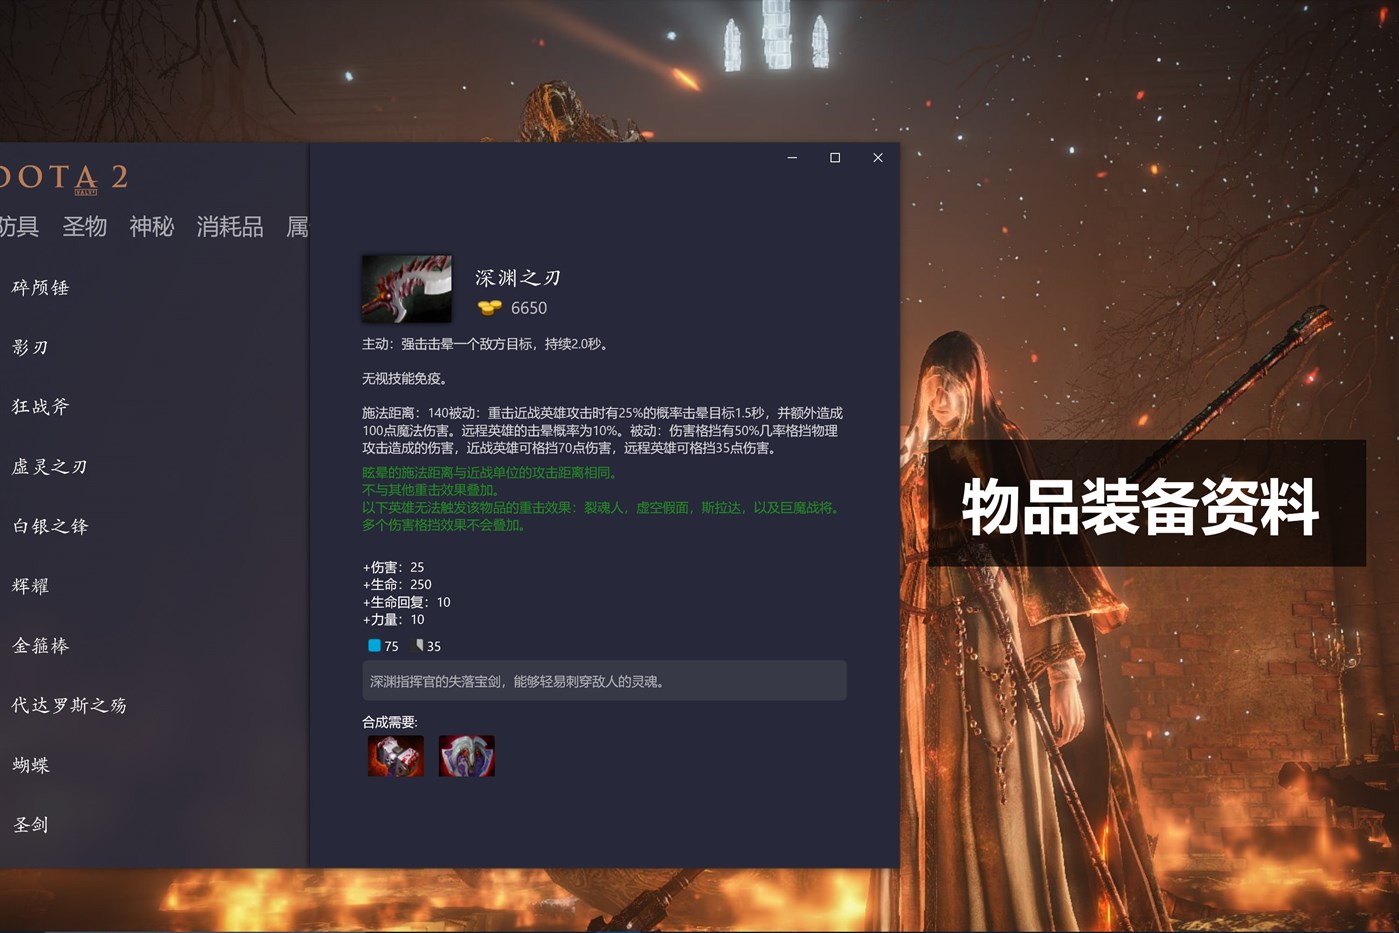 DOTA 2
VALVE
防具 圣物 神秘 消耗品 属
碎颅锤
影刃
狂战斧
虚灵之刃
白银之锋
辉耀
金箍棒
代达罗斯之殇
蝴蝶
圣剑
深渊之刃
6650
主动：强击击晕一个敌方目标，持续2.0秒。
无视技能免疫。
施法距离：140被动：重击近战英雄攻击时有25%的概率击晕目标1.5秒，并额外造成
100点魔法伤害。远程英雄的击晕概率为10%。被动：伤害格挡有50%几率格挡物理
攻击造成的伤害，近战英雄可格挡70点伤害，远程英雄可格挡35点伤害。
眩晕的施法距离与近战单位的攻击距离相同。
不与其他重击效果叠加。
以下英雄无法触发该物品的重击效果：裂魂人，虚空假面，斯拉达，以及巨魔战将。
多个伤害格挡效果不会叠加。
+伤害：25
+生命：250
+生命回复：10
+力量：10
75 35
深渊指挥官的失落宝剑，能够轻易刺穿敌人的灵魂。
合成需要:
物品装备资料